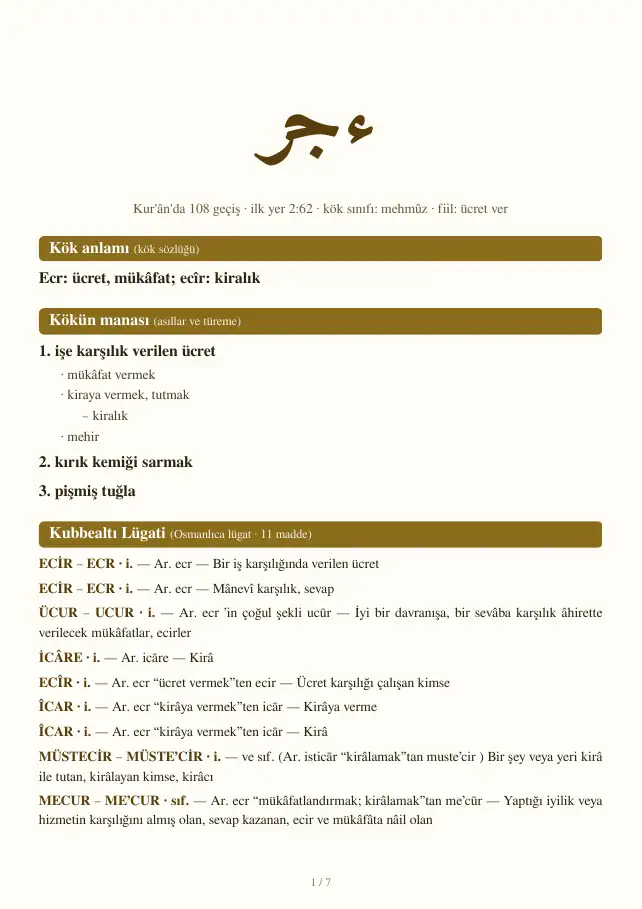 ءجر
Kur'ân'da 108 geçiş · ilk yer 2:62 · kök sınıfı: mehmûz · fiil: ücret ver
Kök anlamı (kök sözlüğü)
Ecr: ücret, mükâfat; ecîr: kiralık
Kökün manası (asıllar ve türeme)
1. işe karşılık verilen ücret
· mükâfat vermek
· kiraya vermek, tutmak
– kiralık
· mehir
2. kırık kemiği sarmak
3. pişmiş tuğla
Kubbealtı Lügati (Osmanlıca lügat · 11 madde)
ECİR – ECR · i. — Ar. ecr — Bir iş karşılığında verilen ücret
ECİR – ECR · i. — Ar. ecr — Mânevî karşılık, sevap
ÜCUR – UCUR · i. — Ar. ecr 'in çoğul şekli ucūr — İyi bir davranışa, bir sevâba karşılık âhirette
verilecek mükâfatlar, ecirler
İCÂRE · i. — Ar. icāre — Kirâ
ECÎR · i. — Ar. ecr “ücret vermek”ten ecir — Ücret karşılığı çalışan kimse
ÎCAR · i. — Ar. ecr “kirâya vermek”ten icār — Kirâya verme
ÎCAR · i. — Ar. ecr “kirâya vermek”ten icār — Kirâ
MÜSTECİR – MÜSTE’CİR · i. — ve sıf. (Ar. isticār “kirâlamak”tan muste’cir ) Bir şey veya yeri kirâ
ile tutan, kirâlayan kimse, kirâcı
MECUR – ME’CUR · sıf. — Ar. ecr “mükâfatlandırmak; kirâlamak”tan me’cūr — Yaptığı iyilik veya
hizmetin karşılığını almış olan, sevap kazanan, ecir ve mükâfâta nâil olan
1 / 7